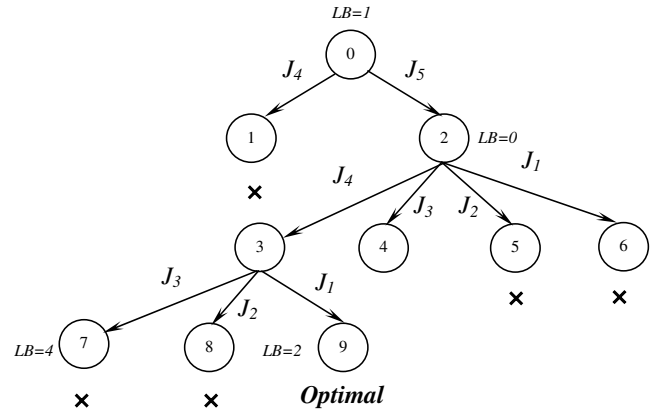 LB=1
0
J4 J5
1 2 LB=0
J1
J4
J3 J2
×
3 4 5 6
J3 J1
J2
× ×
LB=4 7 8 LB=2 9
× × Optimal